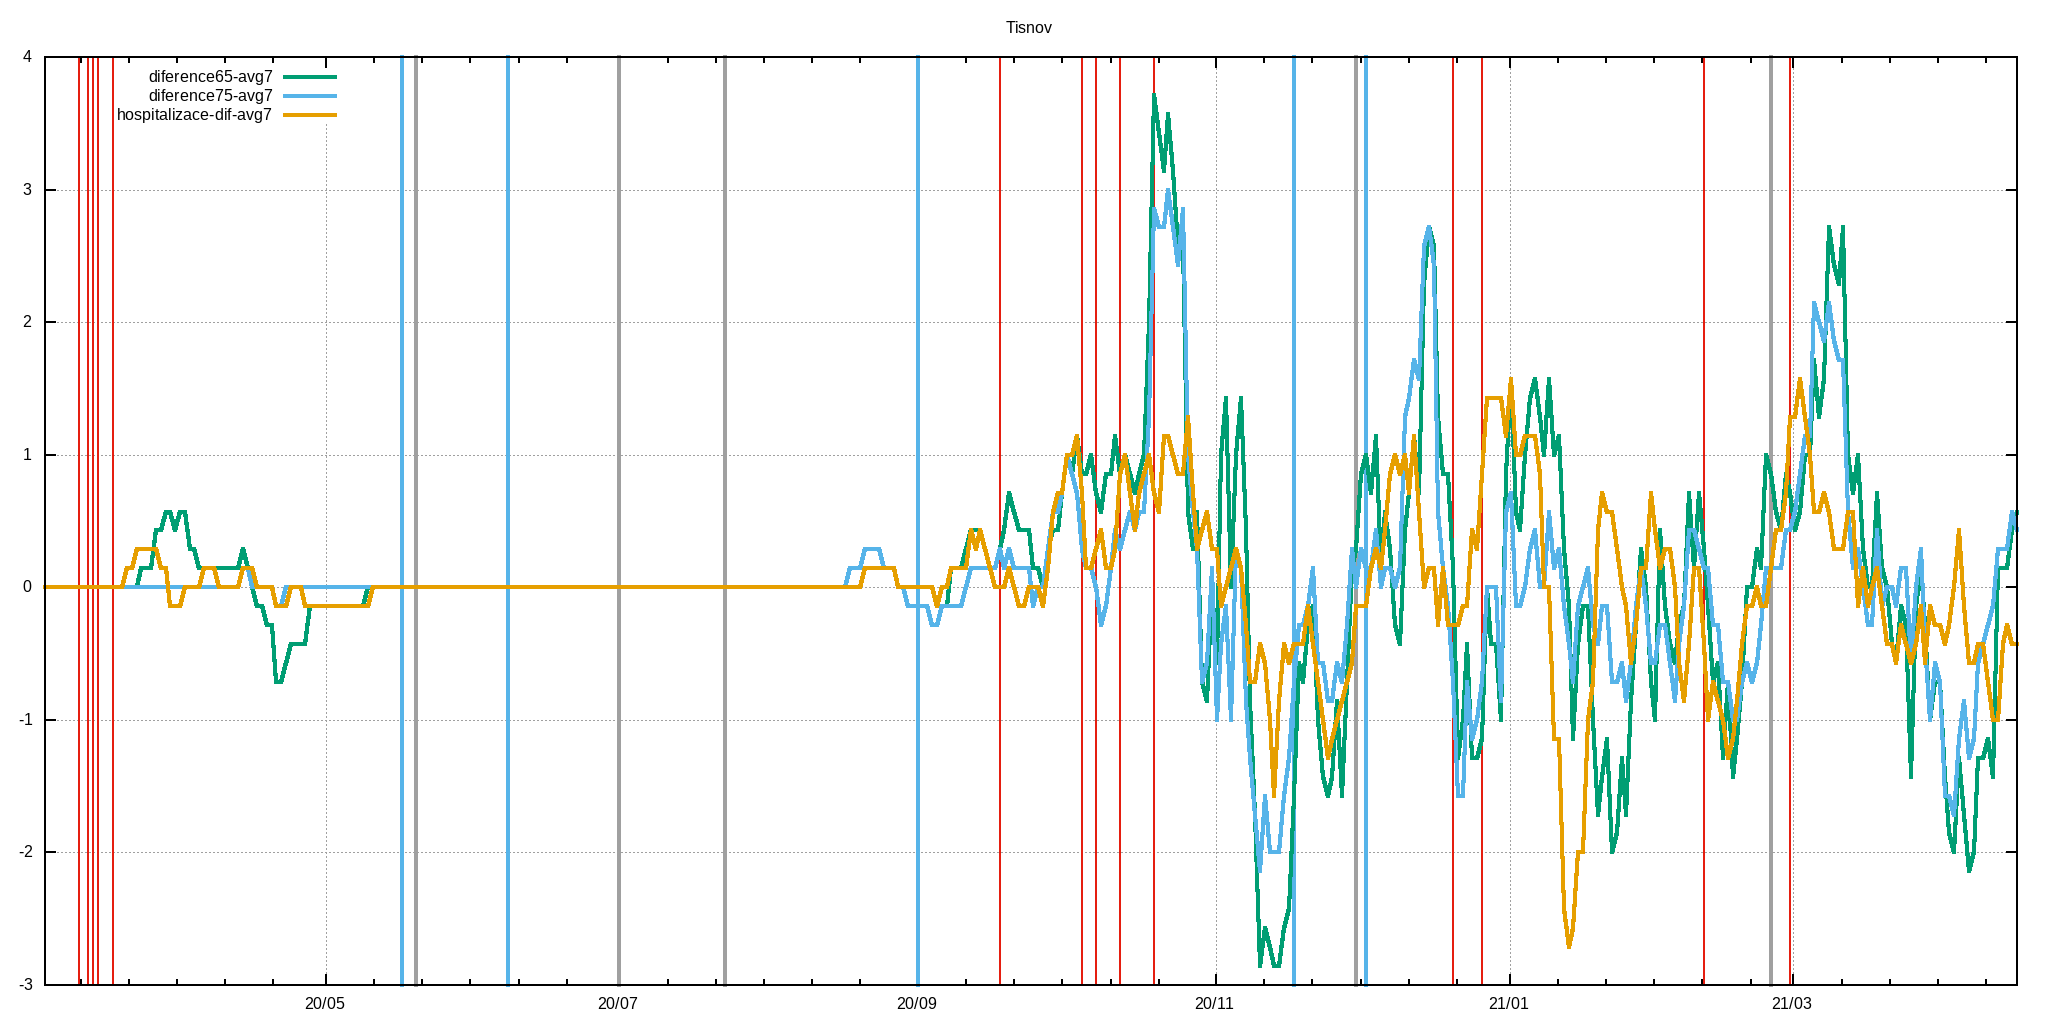 Tisnov
4
diference65-avg7
diference75-avg7
hospitalizace-dif-avg7
3
2
1
0
-1
-2
-3
20/05 20/07 20/09 20/11 21/01 21/03